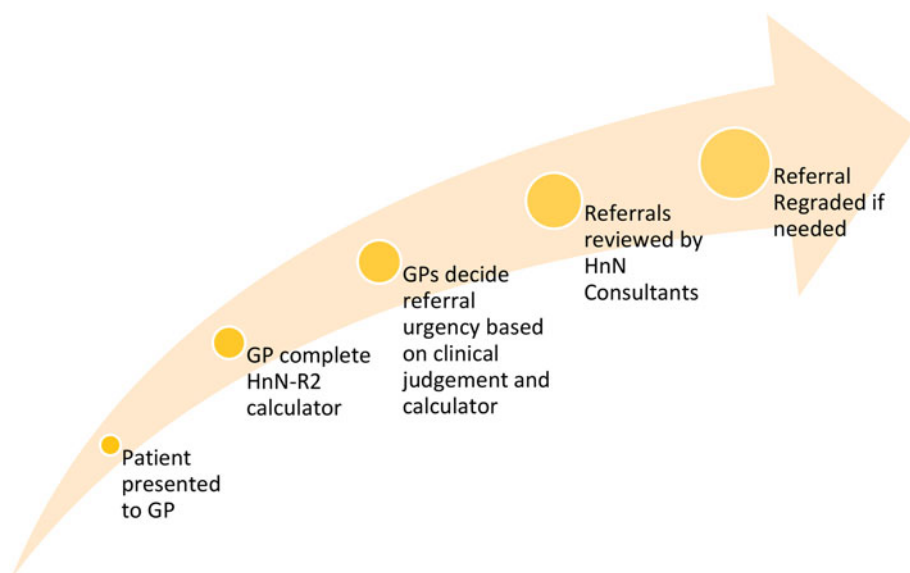 Patient
presented
to GP
GP complete
HnN-R2
calculator
GPs decide
referral
urgency based
on clinical
judgement and
calculator
Referrals
reviewed by
HnN
Consultants
Referral
Regraded if
needed